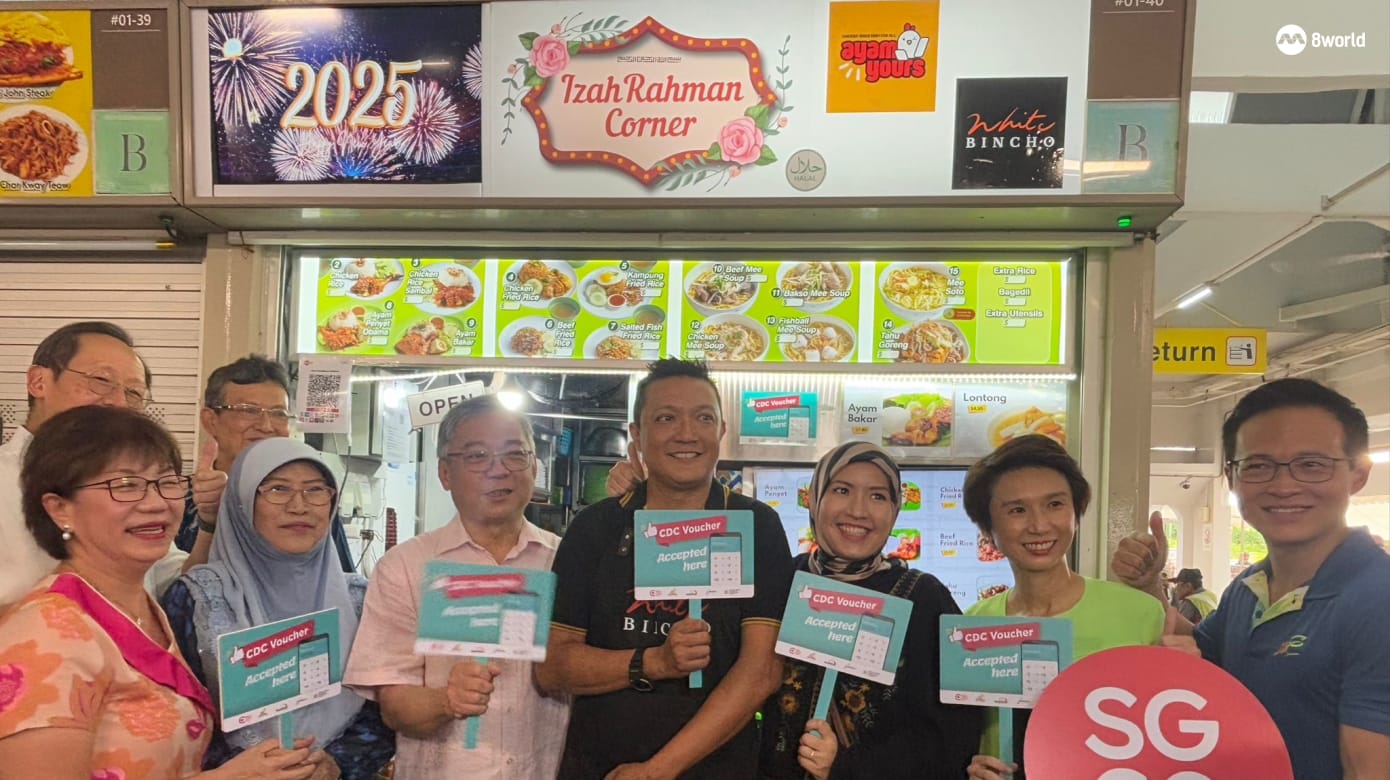 #01-39
John Steak
Char Kway Teow
B
2025
Izah Rahman
Corner
حلال
HALAL
ayam
yours
White
BINCHO
#01-40
B
8world
2 Chicken Rice
3 Chicken Rice Sambal
8 Ayam Penyet Obama
9 Ayam Bakar
4 Chicken Fried Rice
5 Kampung Fried Rice
6 Beef Fried Rice
7 Salted Fish Fried Rice
10 Beef Mee Soup
11 Bakso Mee Soup
12 Chicken Mee Soup
13 Fishball Mee Soup
15 Mee Soto
14 Tahu Goreng
Extra Rice
Bagedil
Extra Utensils
eturn
OPEN
CDC Voucher
Accepted here
Ayam
Bakar
Lontong
Ayam
Penyet
Chicken
Fried Rice
Beef
Fried Rice
CDC Voucher
Accepted
here
CDC Voucher
Accepted
here
Accepted
here
CDC Voucher
Accepted
here
CDC Voucher
Accepted
here
White
BINCHO
SG